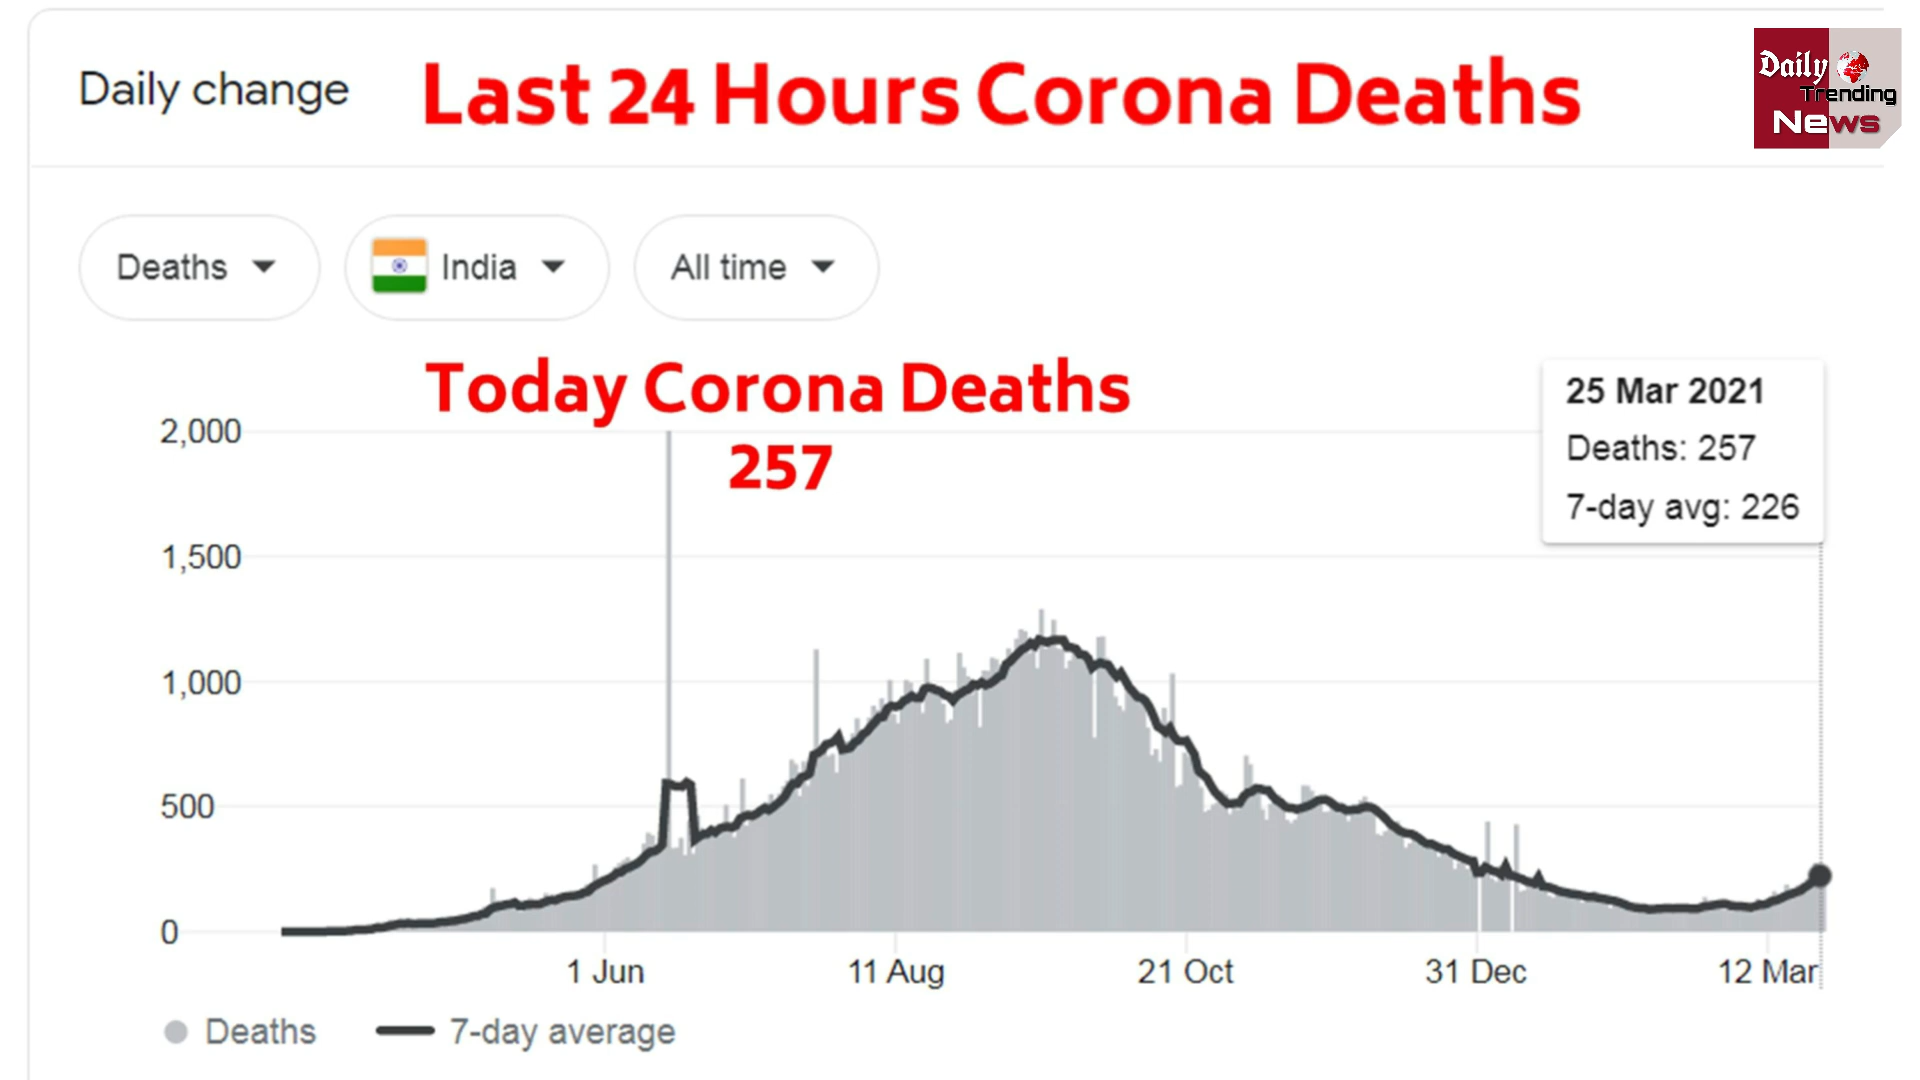 Daily change
Last 24 Hours Corona Deaths
Daily
Trending
News
Deaths
India
All time
Today Corona Deaths
257
25 Mar 2021
Deaths: 257
7-day avg: 226
2,000
1,500
1,000
500
0
1 Jun
11 Aug
21 Oct
31 Dec
12 Mar
Deaths
7-day average